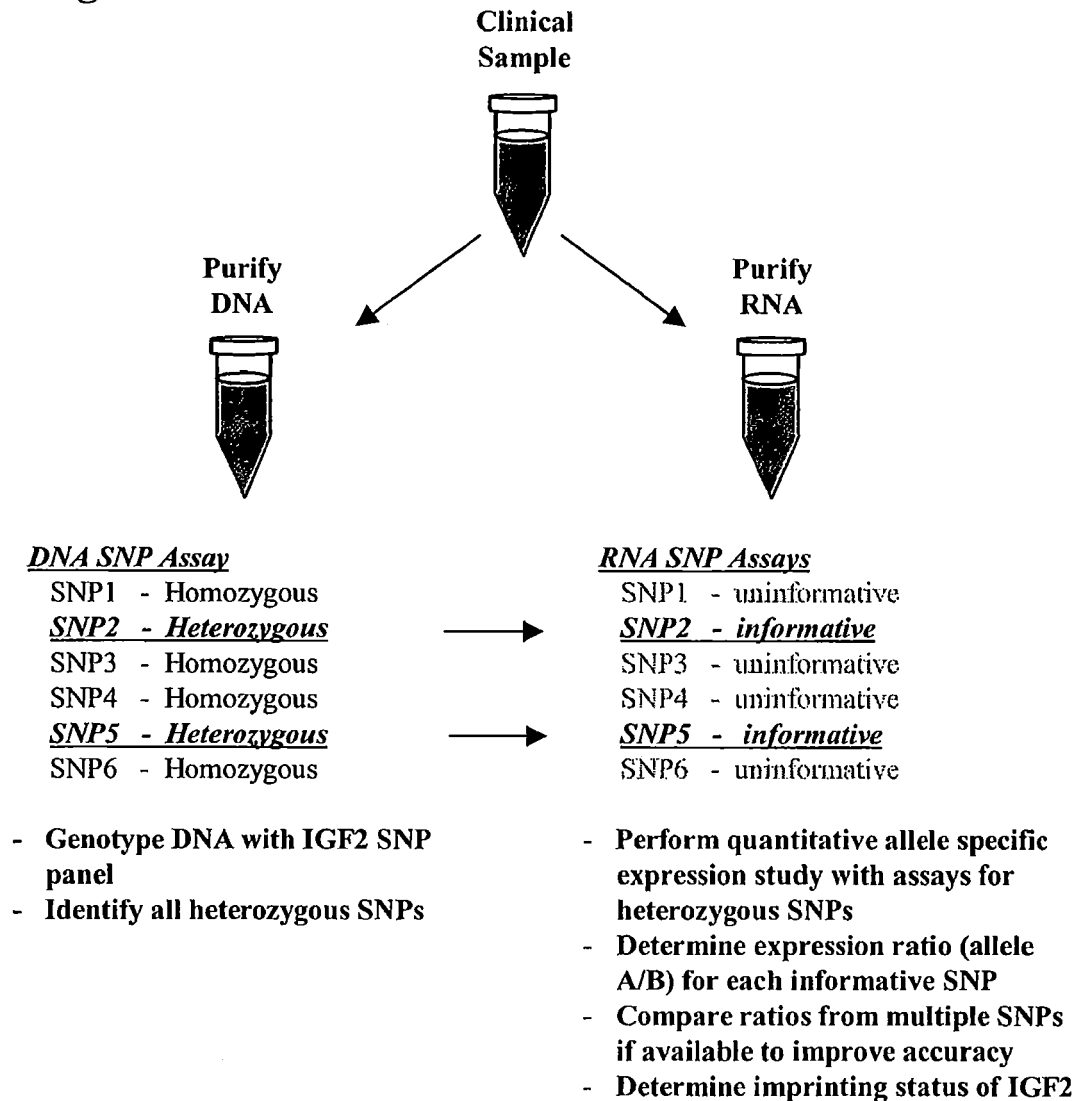 Clinical
Sample
Purify
DNA
Purify
RNA
DNA SNP Assay
SNP1 - Homozygous
SNP2 - Heterozygous
SNP3 - Homozygous
SNP4 - Homozygous
SNP5 - Heterozygous
SNP6 - Homozygous
- Genotype DNA with IGF2 SNP
panel
- Identify all heterozygous SNPs
RNA SNP Assays
SNP1 - uninformative
SNP2 - informative
SNP3 - uninformative
SNP4 - uninformative
SNP5 - informative
SNP6 - uninformative
- Perform quantitative allele specific
expression study with assays for
heterozygous SNPs
- Determine expression ratio (allele
A/B) for each informative SNP
- Compare ratios from multiple SNPs
if available to improve accuracy
- Determine imprinting status of IGF2